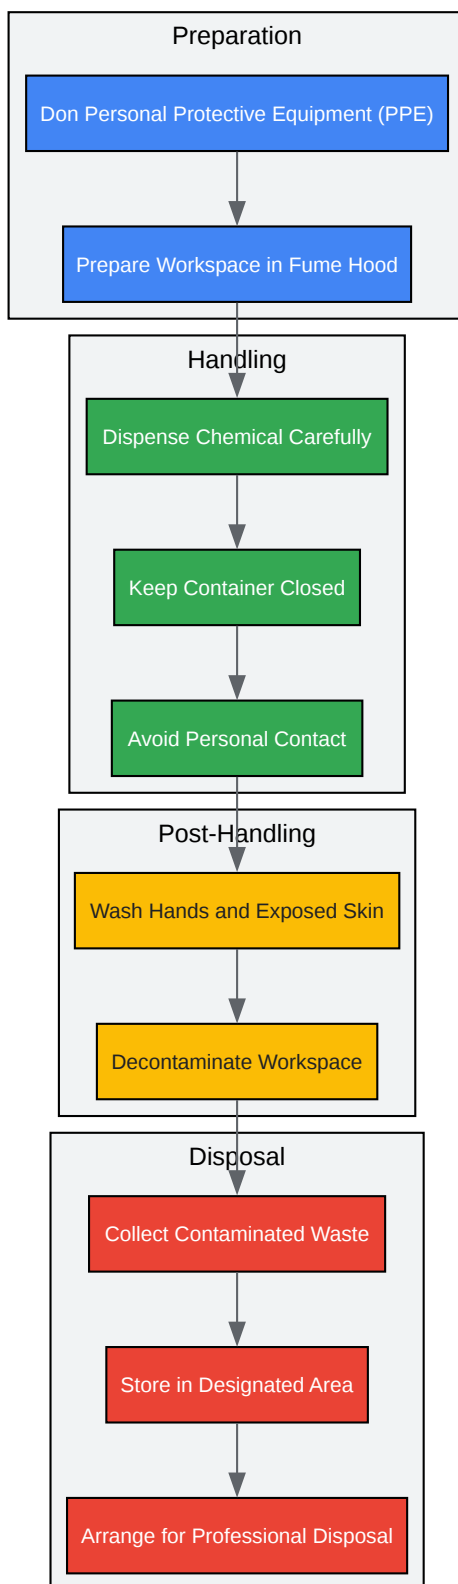 Preparation
Don Personal Protective Equipment (PPE)
Prepare Workspace in Fume Hood
Handling
Dispense Chemical Carefully
Keep Container Closed
Avoid Personal Contact
Post-Handling
Wash Hands and Exposed Skin
Decontaminate Workspace
Disposal
Collect Contaminated Waste
Store in Designated Area
Arrange for Professional Disposal